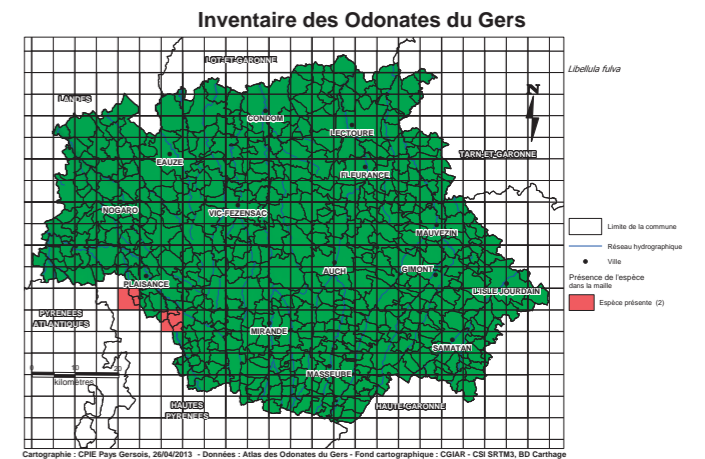 Inventaire des Odonates du Gers
LOT-ET-GARONNE
Libellula fulva
LANDES
N
CONDOM
LECTOURE
TARN-ET-GARONNE
EAUZE
FLEURANCE
NOGARO
VIC-FEZENSAC
MAUVEZIN
Limite de la commune
Réseau hydrographique
Ville
AUCH
GIMONT
PLAISANCE
L'ISLE JOURDAIN
Présence de l'espèce
dans la maille
Espèce présente (2)
PYRENEES
ATLANTIQUES
MIRANDE
SAMATAN
0 10 20
kilomètres
MASSEUBE
HAUTES
PYRENEES
HAUTE-GARONNE
Cartographie : CPIE Pays Gersois, 26/04/2013 - Données : Atlas des Odonates du Gers - Fond cartographique : CGIAR - CSI SRTM3, BD Carthage